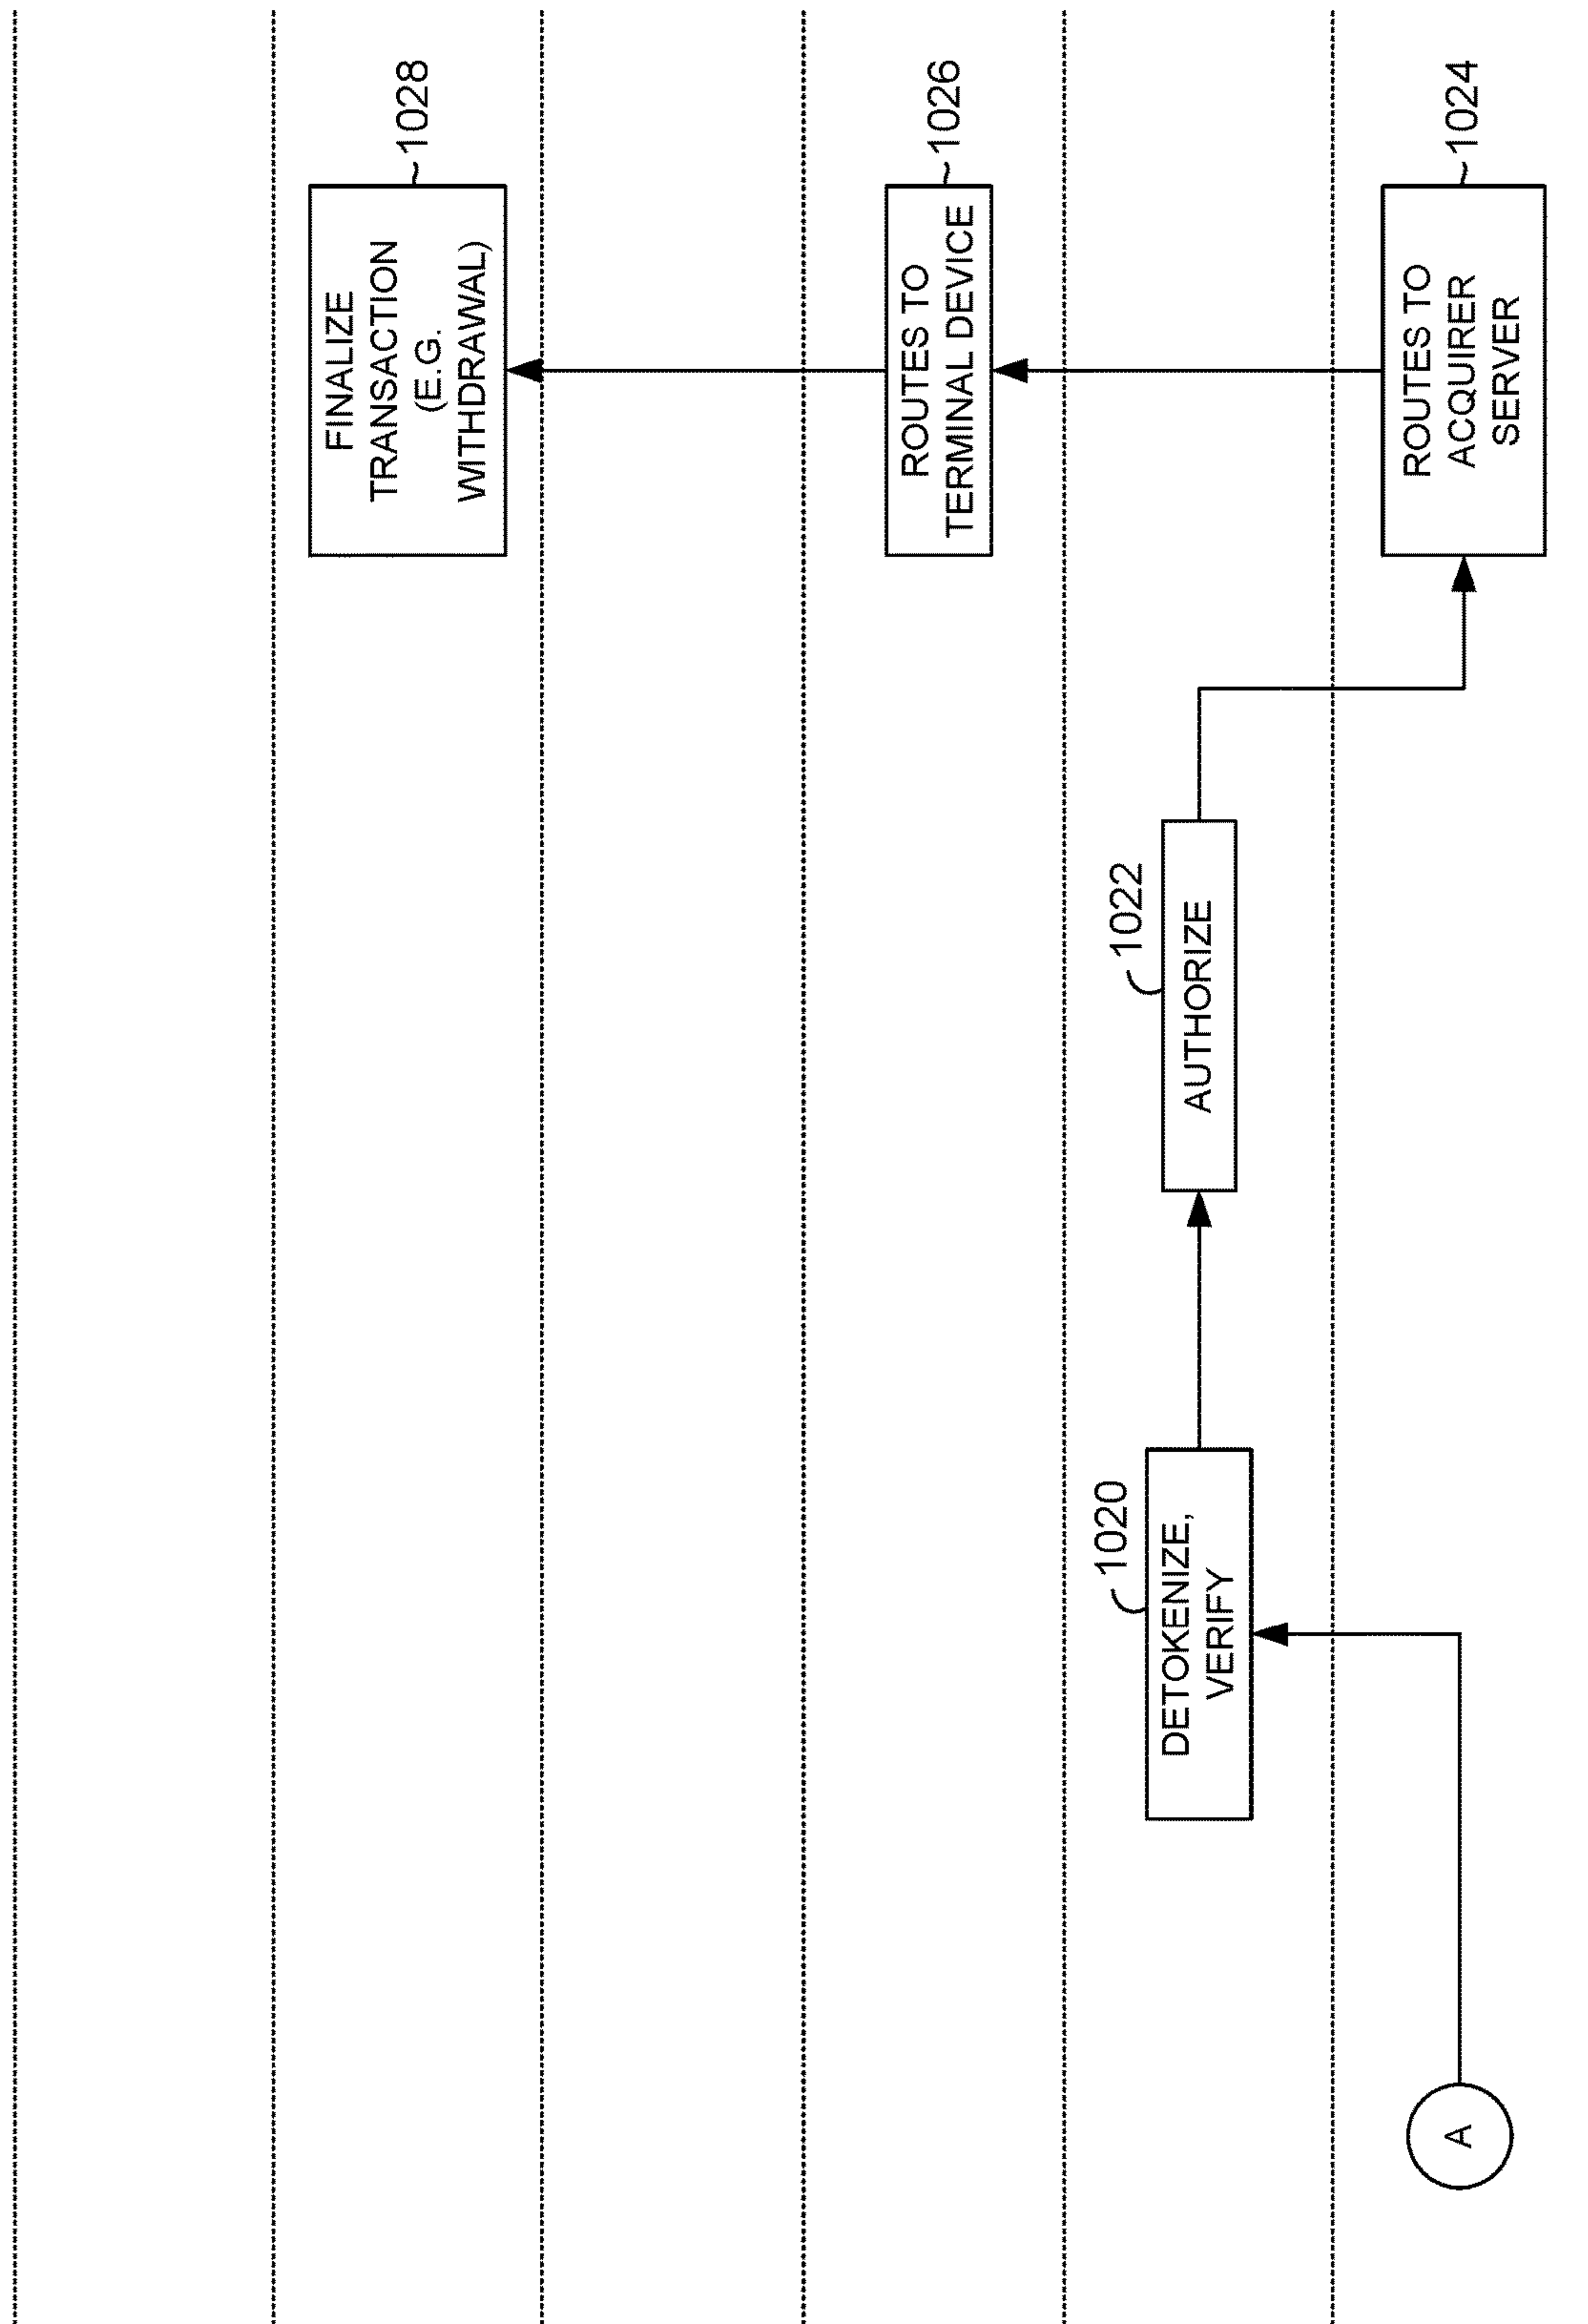 FINALIZE
TRANSACTION
(E.G.
WITHDRAWAL)
1028
ROUTES TO
TERMINAL DEVICE
1026
1022
AUTHORIZE
1020
DETOKENIZE,
VERIFY
A
ROUTES TO
ACQUIRER
SERVER
1024